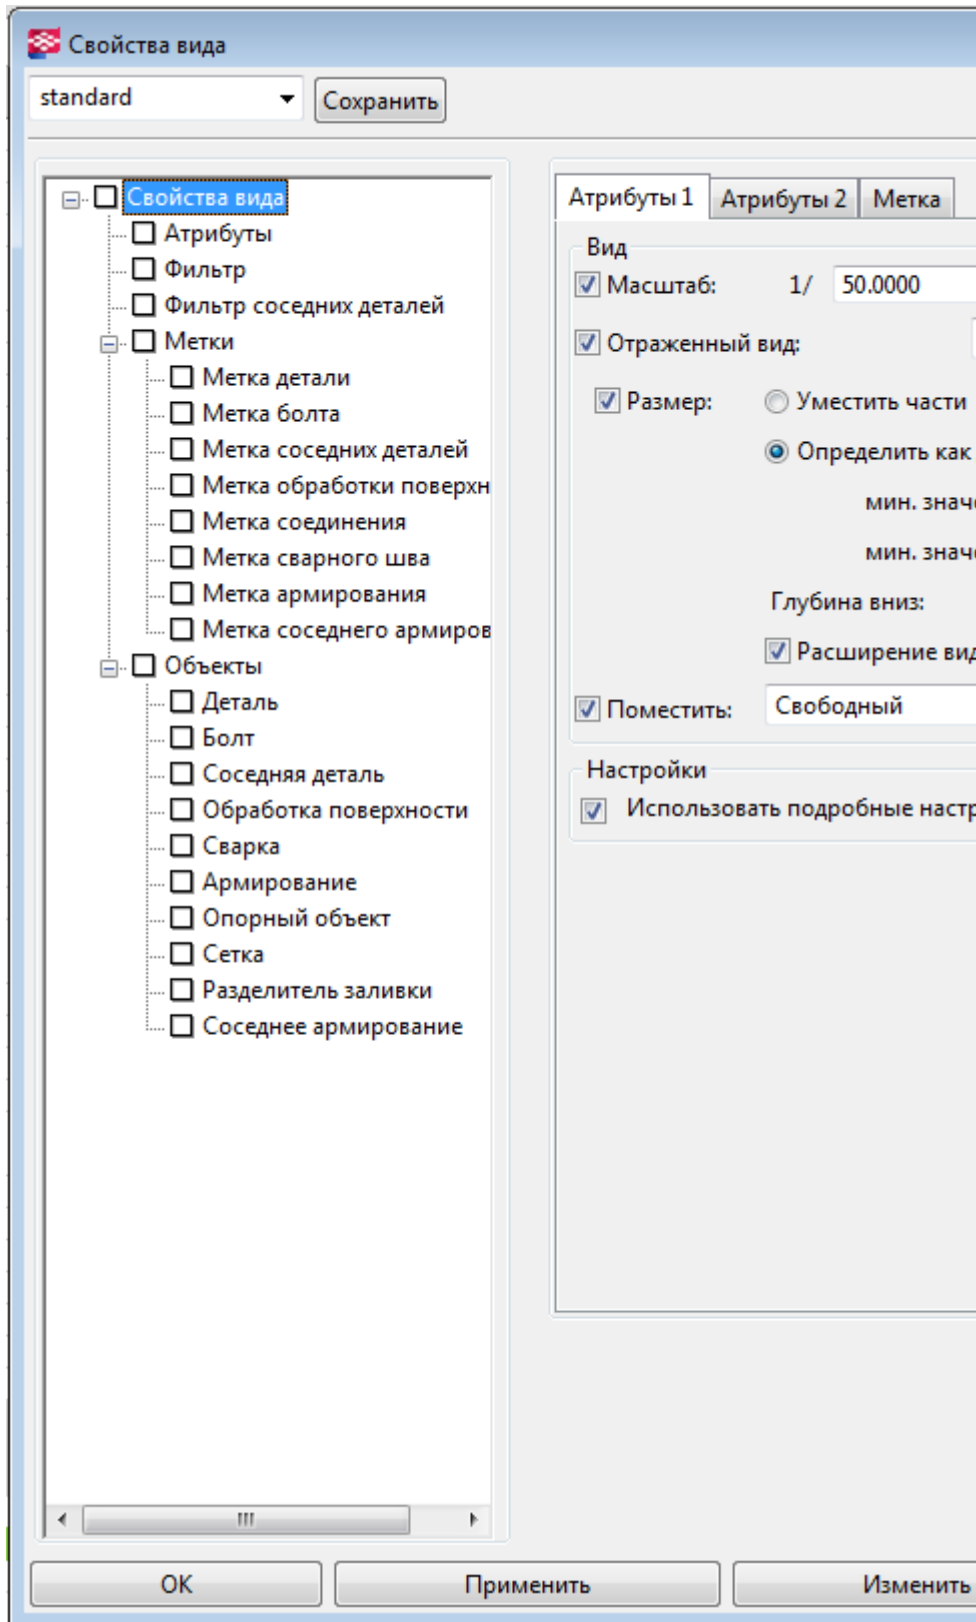 Свойства вида
standard
Сохранить
Свойства вида
Атрибуты
Фильтр
Фильтр соседних деталей
Метки
Метка детали
Метка болта
Метка соседних деталей
Метка обработки поверхн
Метка соединения
Метка сварного шва
Метка армирования
Метка соседнего армиров
Объекты
Деталь
Болт
Соседняя деталь
Обработка поверхности
Сварка
Армирование
Опорный объект
Сетка
Разделитель заливки
Соседнее армирование
Атрибуты 1 Атрибуты 2 Метка
Вид
Масштаб: 1/ 50.0000
Отраженный вид:
Размер: Уместить части
Определить как
мин. знач
мин. знач
Глубина вниз:
Расширение вид
Поместить: Свободный
Настройки
Использовать подробные настр
ОК Применить Изменить